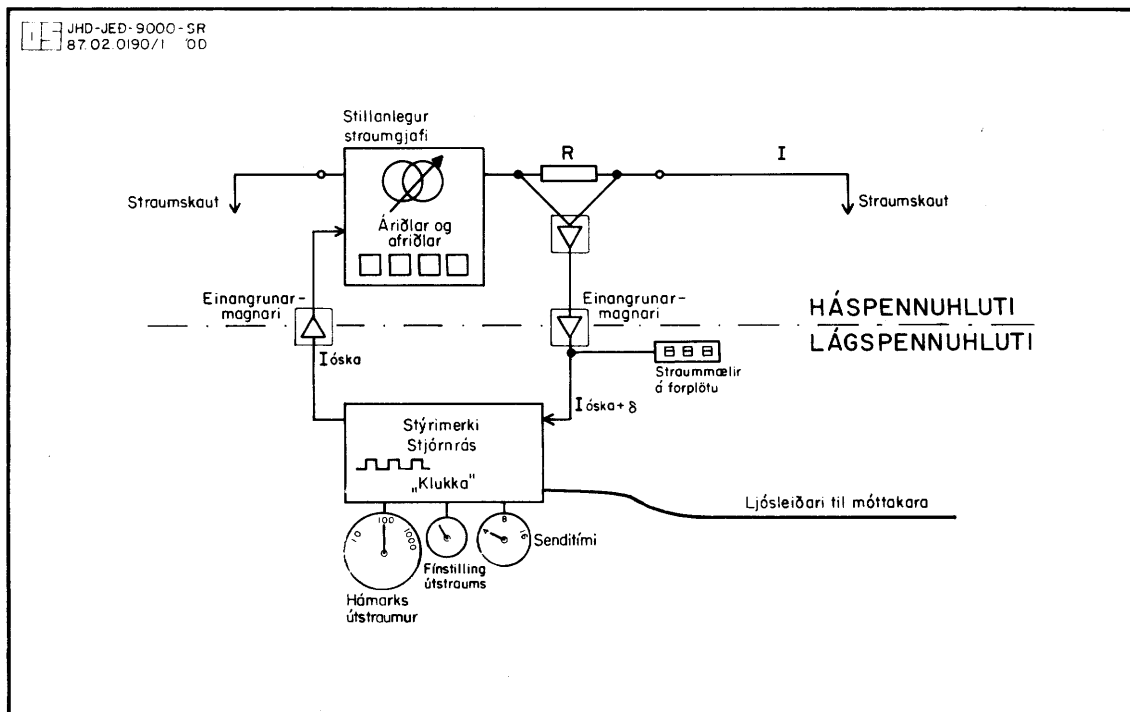 JHD-JEÐ-9000-SR
87.02.0190/1 OD
Stillanlegur
straumgjafi
R
I
Straumskaut
Straumskaut
Áriðlar og
afriðlar
Einangrunar-
magnari
Einangrunar-
magnari
HÁSPENNUHLUTI
LÁGSPENNUHLUTI
I óska
Straummælir
á forplötu
I óska + δ
Stýrimerki
Stjórnrás
„Klukka"
Ljósleiðari til móttakara
10 100 1000
4 8 16
Senditími
Fínstilling
útstraums
Hámarks
útstraumur